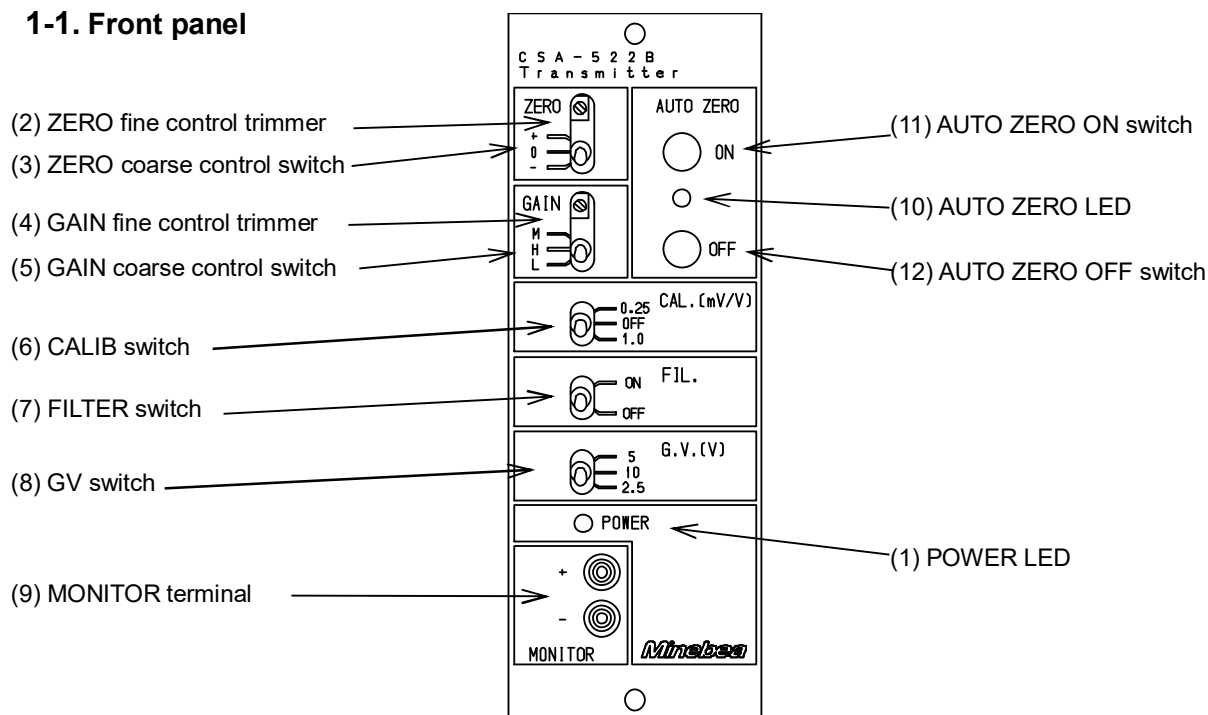 1-1. Front panel
CSA-522B
Transmitter
(2) ZERO fine control trimmer
(3) ZERO coarse control switch
(4) GAIN fine control trimmer
(5) GAIN coarse control switch
(6) CALIB switch
(7) FILTER switch
(8) GV switch
(9) MONITOR terminal
ZERO
+
0
-
GAIN
M
H
L
AUTO ZERO
ON
OFF
CAL.(mV/V)
0.25
OFF
1.0
FIL.
ON
OFF
G.V.(V)
5
10
2.5
POWER
+
-
MONITOR
Minebea
(11) AUTO ZERO ON switch
(10) AUTO ZERO LED
(12) AUTO ZERO OFF switch
(1) POWER LED